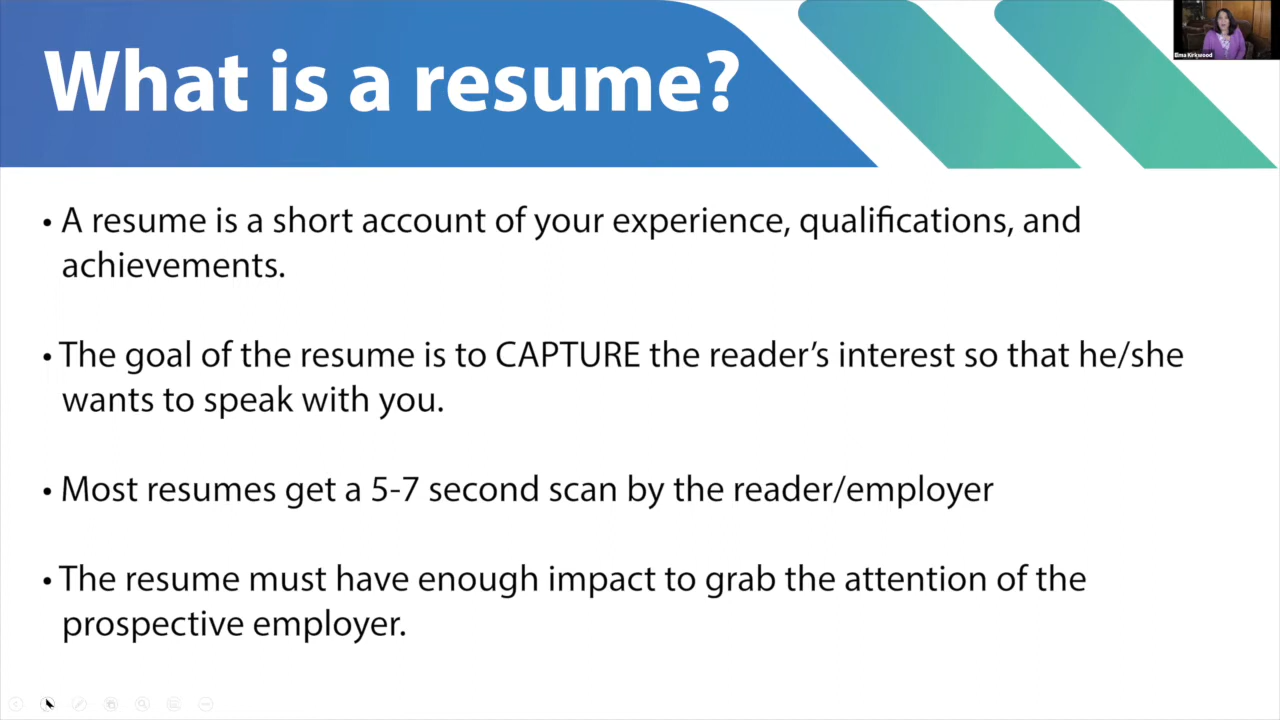 What is a resume?
Elma Kirkwood
• A resume is a short account of your experience, qualifications, and
achievements.
• The goal of the resume is to CAPTURE the reader’s interest so that he/she
wants to speak with you.
• Most resumes get a 5-7 second scan by the reader/employer
• The resume must have enough impact to grab the attention of the
prospective employer.